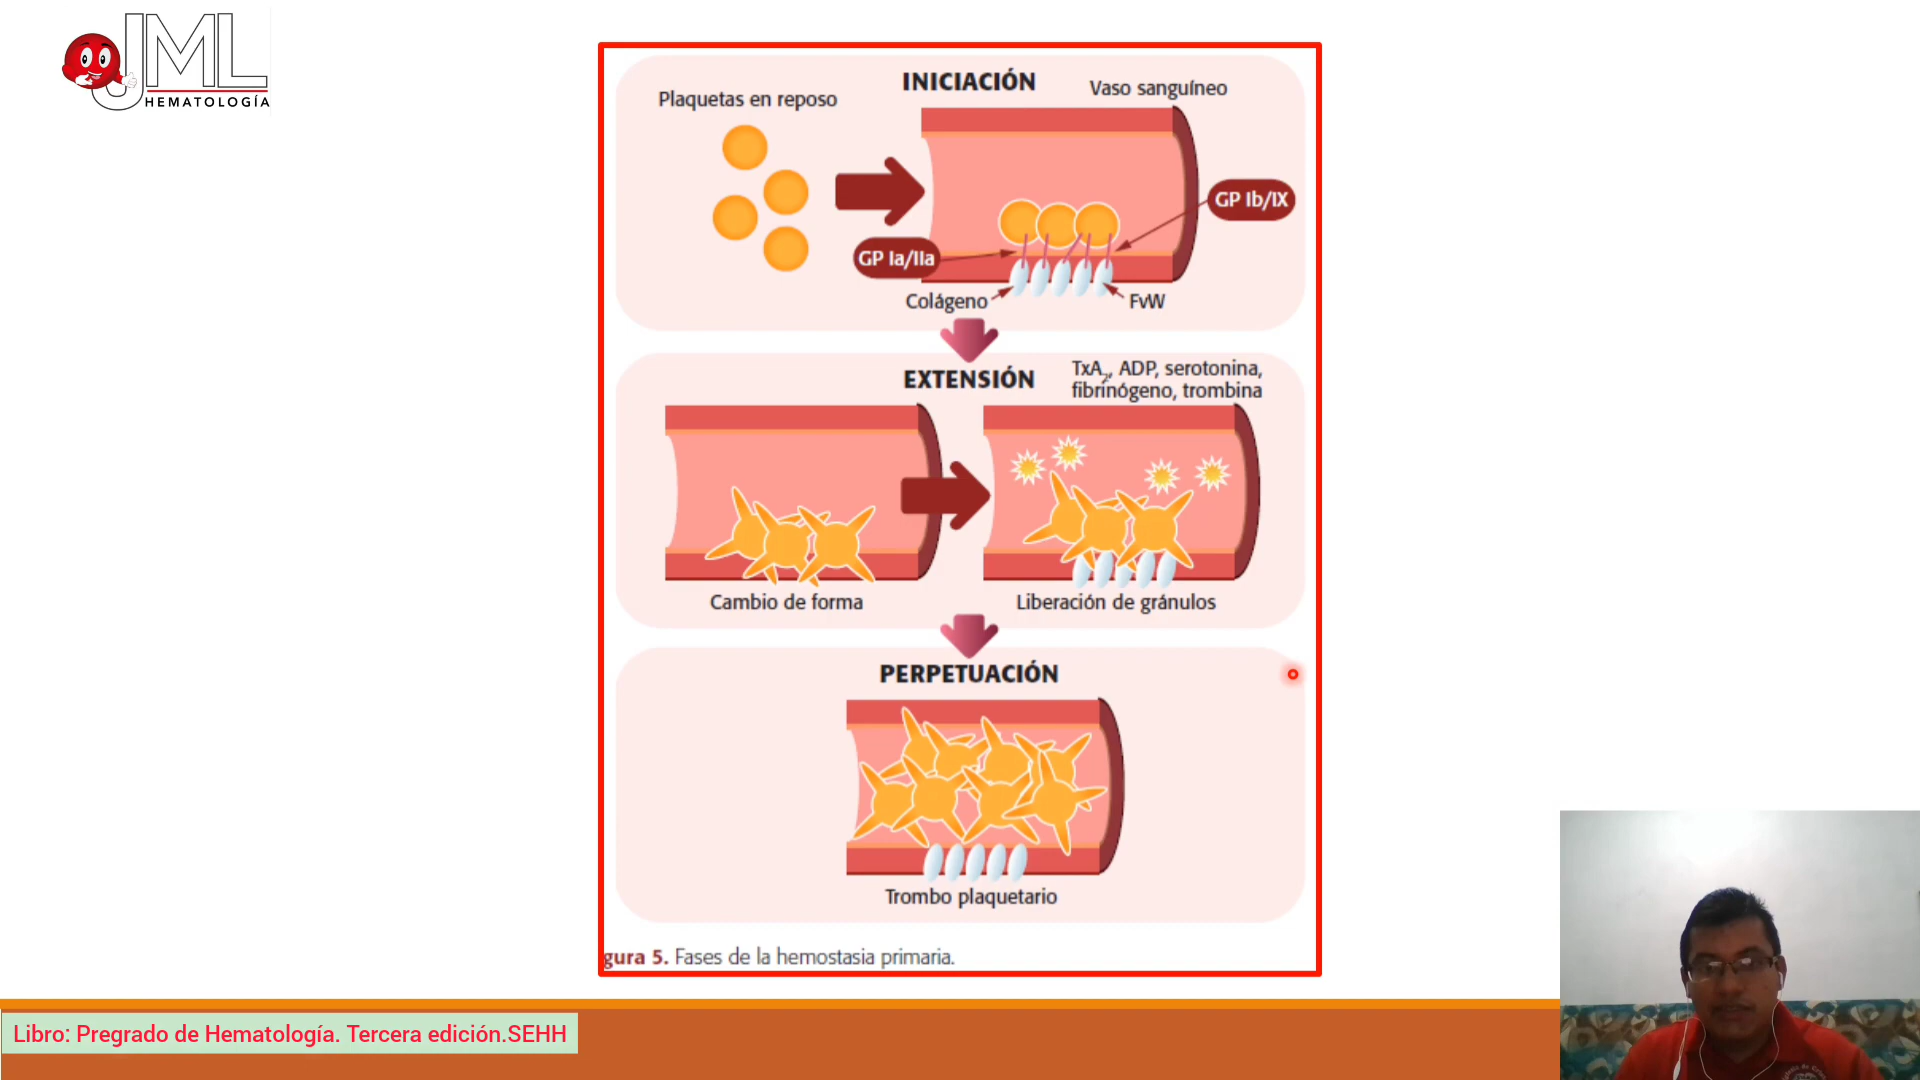 JML
HEMATOLOGÍA
INICIACIÓN
Plaquetas en reposo
Vaso sanguíneo
GP Ib/IX
GP Ia/IIa
Colágeno
FvW
EXTENSIÓN
TxA2, ADP, serotonina,
fibrinógeno, trombina
Cambio de forma
Liberación de gránulos
PERPETUACIÓN
Trombo plaquetario
gura 5. Fases de la hemostasia primaria.
Libro: Pregrado de Hematología. Tercera edición.SEHH